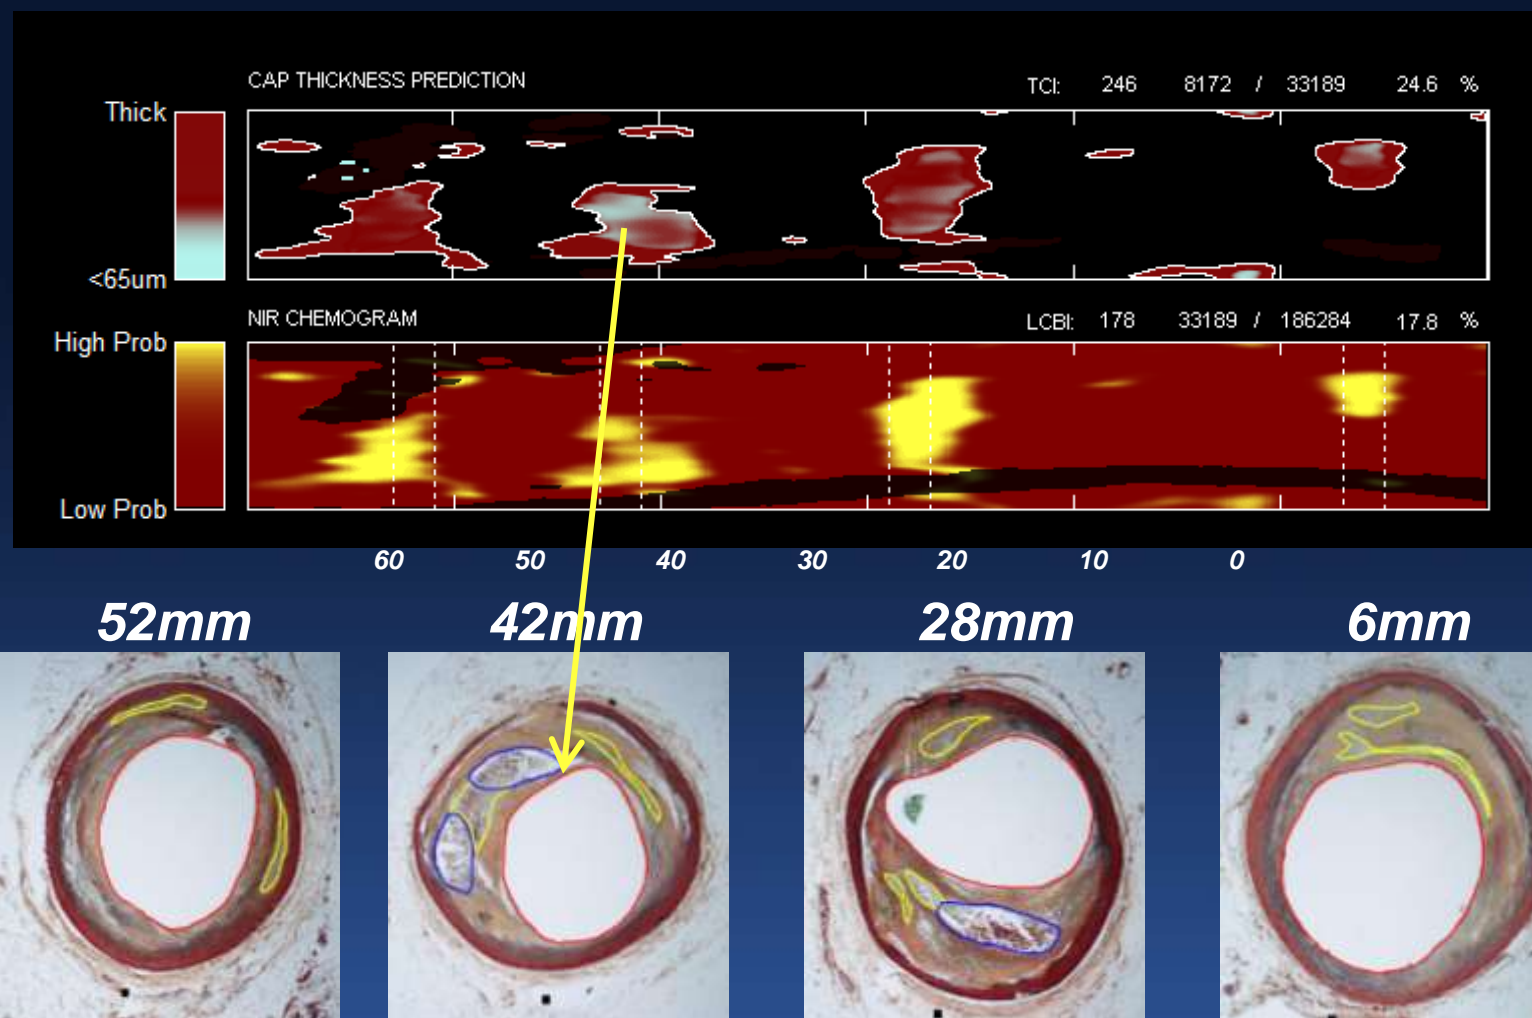 CAP THICKNESS PREDICTION
TCI: 246 8172 / 33189 24.6 %
Thick
<65um
NIR CHEMOGRAM
LCBI: 178 33189 / 186284 17.8 %
High Prob
Low Prob
60 50 40 30 20 10 0
52mm 42mm 28mm 6mm